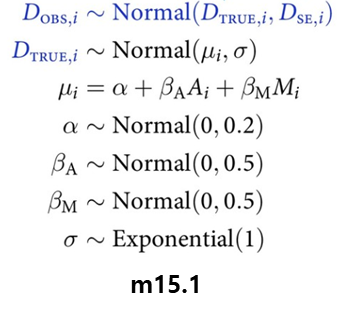 D_OBS,i ~ Normal(D_TRUE,i, D_SE,i)
D_TRUE,i ~ Normal(μ_i, σ)
μ_i = α + β_A A_i + β_M M_i
α ~ Normal(0, 0.2)
β_A ~ Normal(0, 0.5)
β_M ~ Normal(0, 0.5)
σ ~ Exponential(1)
m15.1